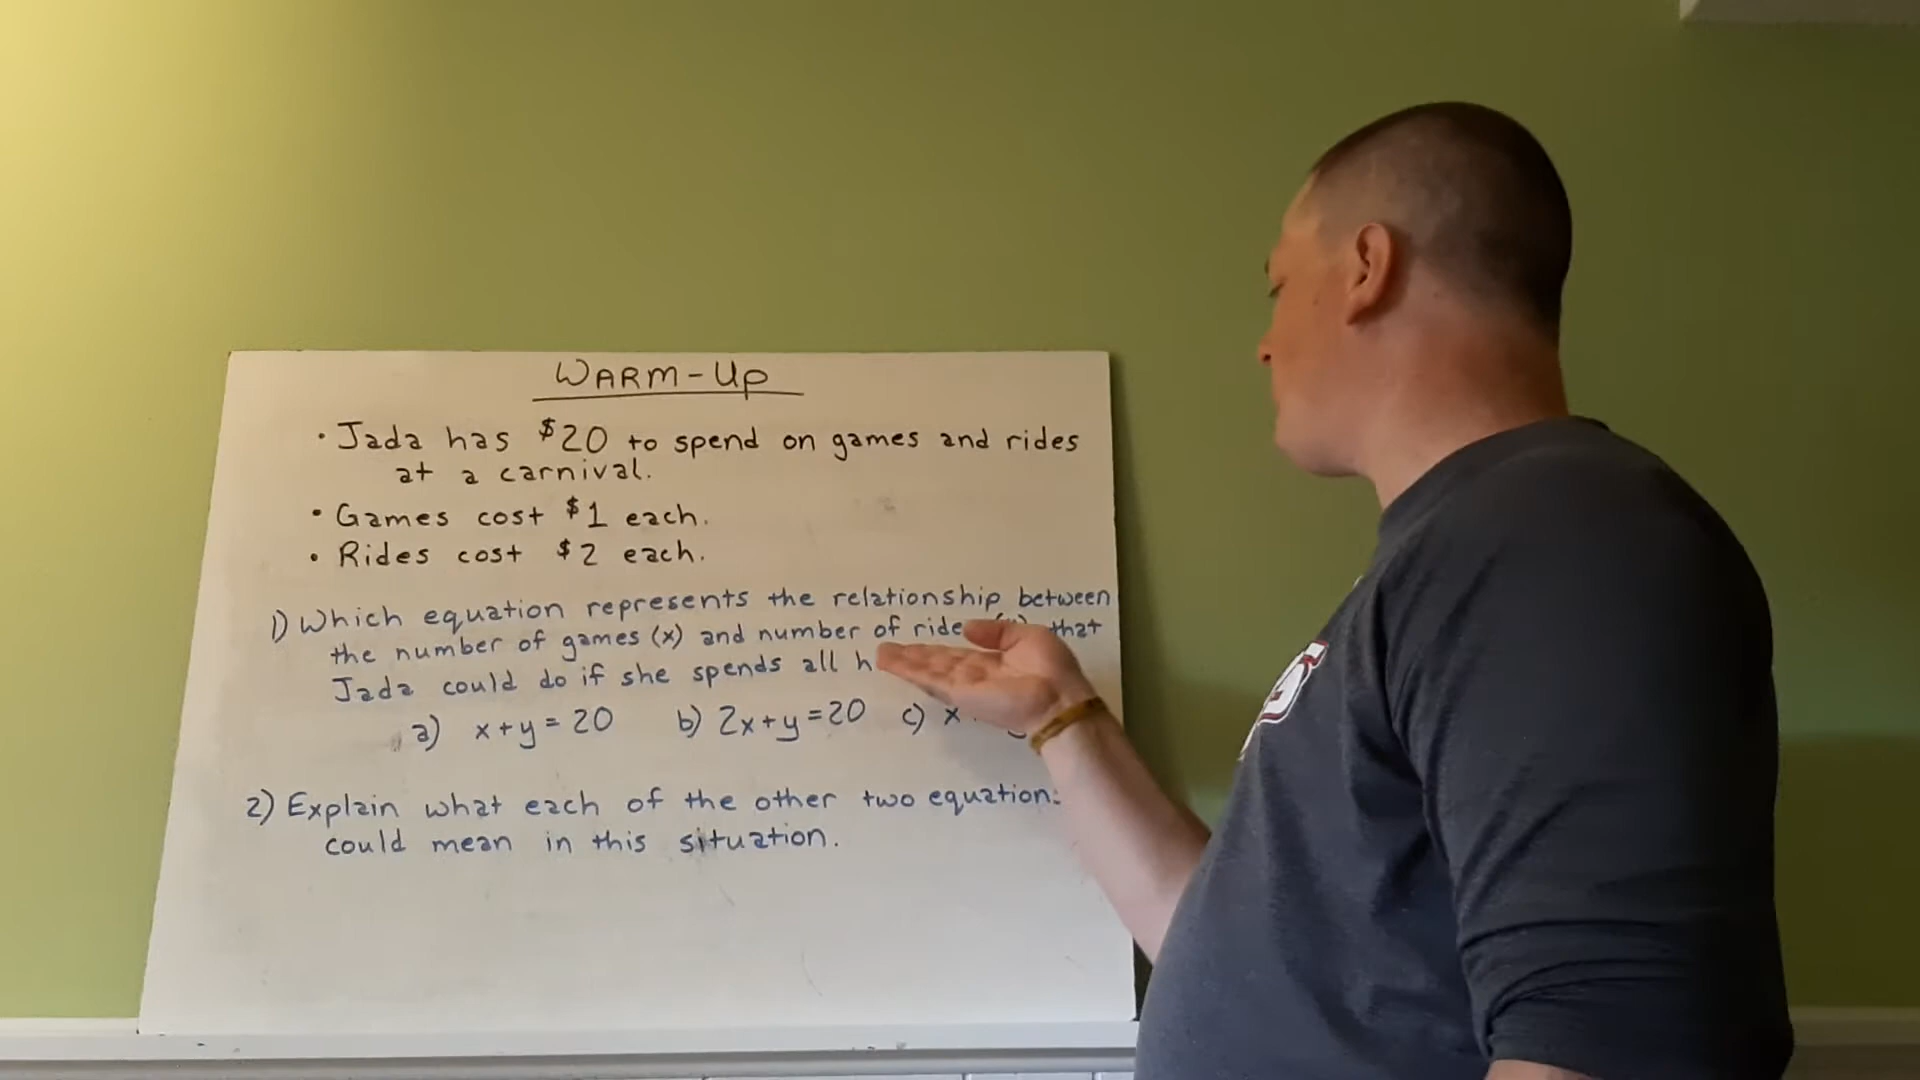 WARM-UP
• Jada has $20 to spend on games and rides
at a carnival.
• Games cost $1 each.
• Rides cost $2 each.
1) Which equation represents the relationship between
the number of games (x) and number of that
Jada could do if she spends all
a) x+y=20 b) 2x+y=20 c) x
2) Explain what each of the other two
could mean in this situation.